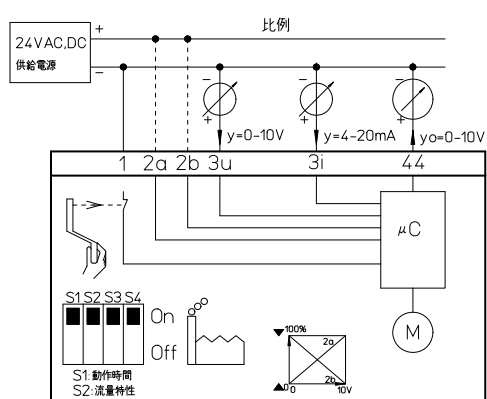 比例
+
24VAC,DC
供給電源
−
−
−
−
+
+
+
y=0-10V
y=4-20mA
yo=0-10V
1
2a
2b
3u
3i
44
μC
S1 S2 S3 S4
On
Off
M
S1:動作時間
S2:流量特性
100%
2a
2b
0
0
10V